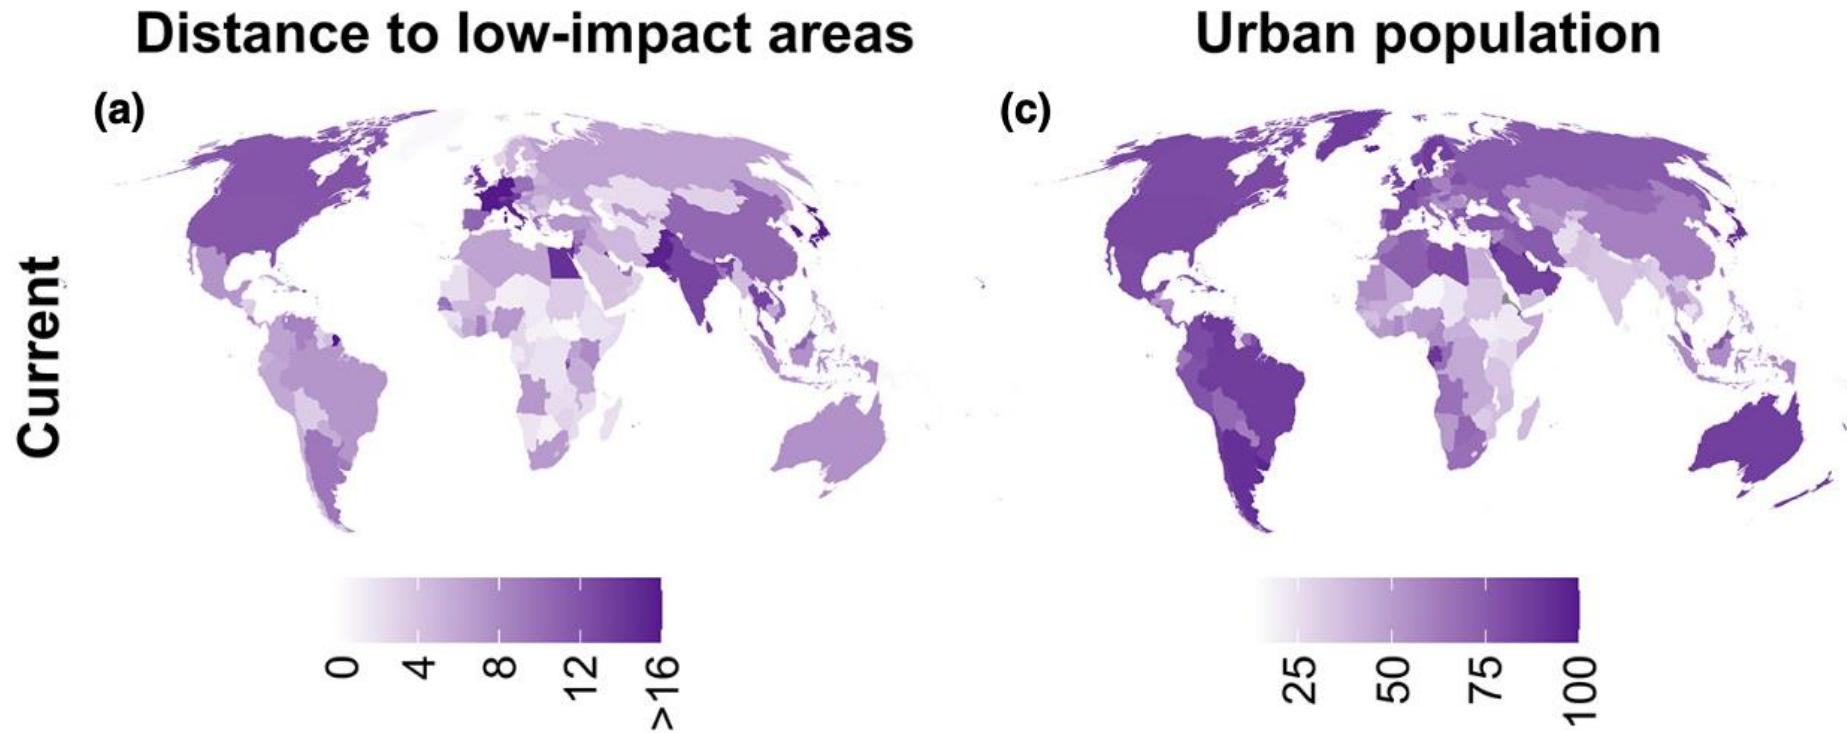 Distance to low-impact areas
Urban population
(a)
(c)
Current
0
4
8
12
>16
25
50
75
100